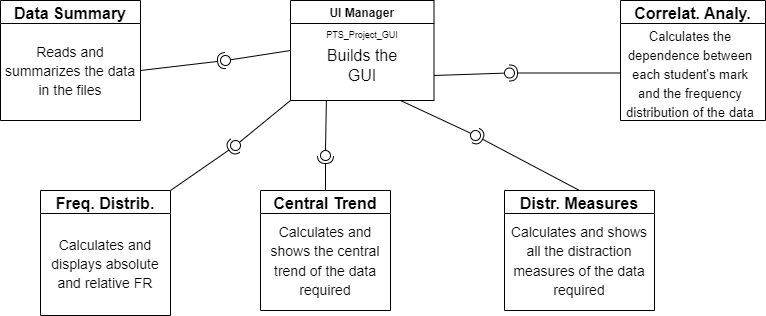 Data Summary
Reads and
summarizes the data
in the files
UI Manager
PTS_Project_GUI
Builds the
GUI
Correlat. Analy.
Calculates the
dependence between
each student's mark
and the frequency
distribution of the data
Freq. Distrib.
Calculates and
displays absolute
and relative FR
Central Trend
Calculates and
shows the central
trend of the data
required
Distr. Measures
Calculates and shows
all the distraction
measures of the data
required